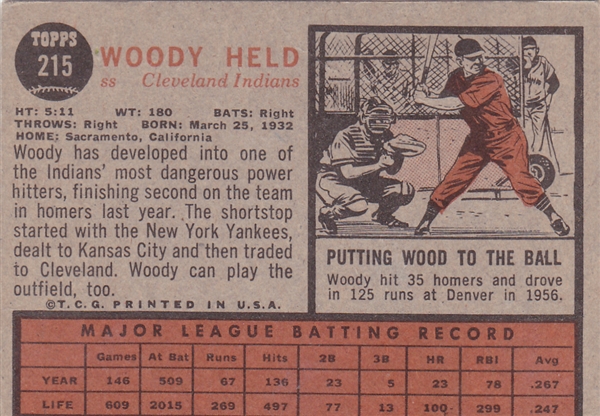 TOPPS
215
WOODY HELD
SS Cleveland Indians
HT: 5:11 WT: 180 BATS: Right
THROWS: Right BORN: March 25, 1932
HOME: Sacramento, California
Woody has developed into one of
the Indians' most dangerous power
hitters, finishing second on the team
in homers last year. The shortstop
started with the New York Yankees,
dealt to Kansas City and then traded
to Cleveland. Woody can play the
outfield, too.
©T.C.G. PRINTED IN U.S.A.
PUTTING WOOD TO THE BALL
Woody hit 35 homers and drove
in 125 runs at Denver in 1956.
MAJOR LEAGUE BATTING RECORD
Games At Bat Runs Hits 2B 3B HR RBI Avg
YEAR 146 509 67 136 23 5 23 78 .267
LIFE 609 2015 269 497 77 13 100 299 .247